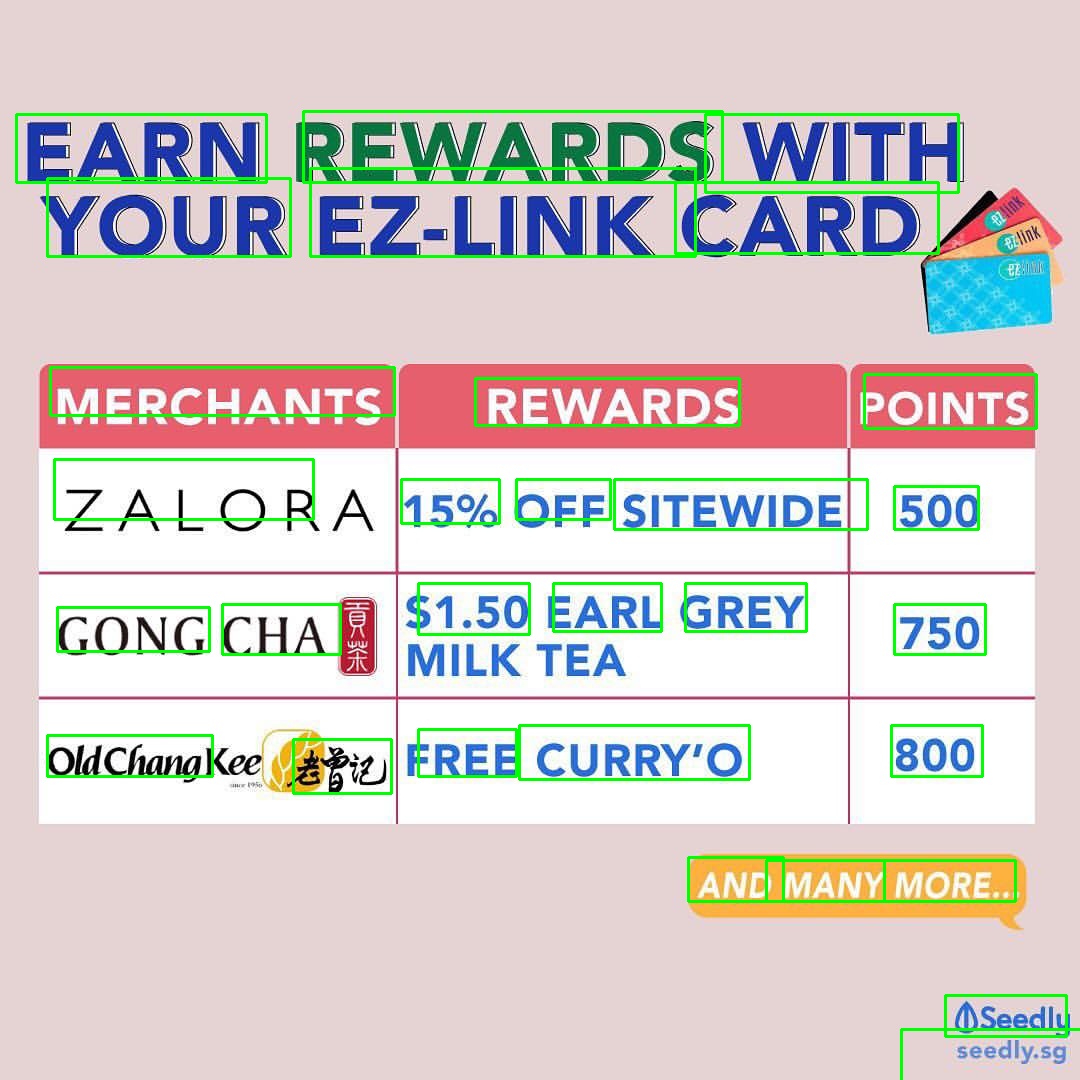 EARN REWARDS WITH
YOUR EZ-LINK CARD
ez link
ez link
ez link
MERCHANTS REWARDS POINTS
ZALORA 15% OFF SITEWIDE 500
GONG CHA 貢茶 $1.50 EARL GREY
MILK TEA 750
Old Chang Kee 老曾记 FREE CURRY'O 800
since 1956
AND MANY MORE...
Seedly
seedly.sg